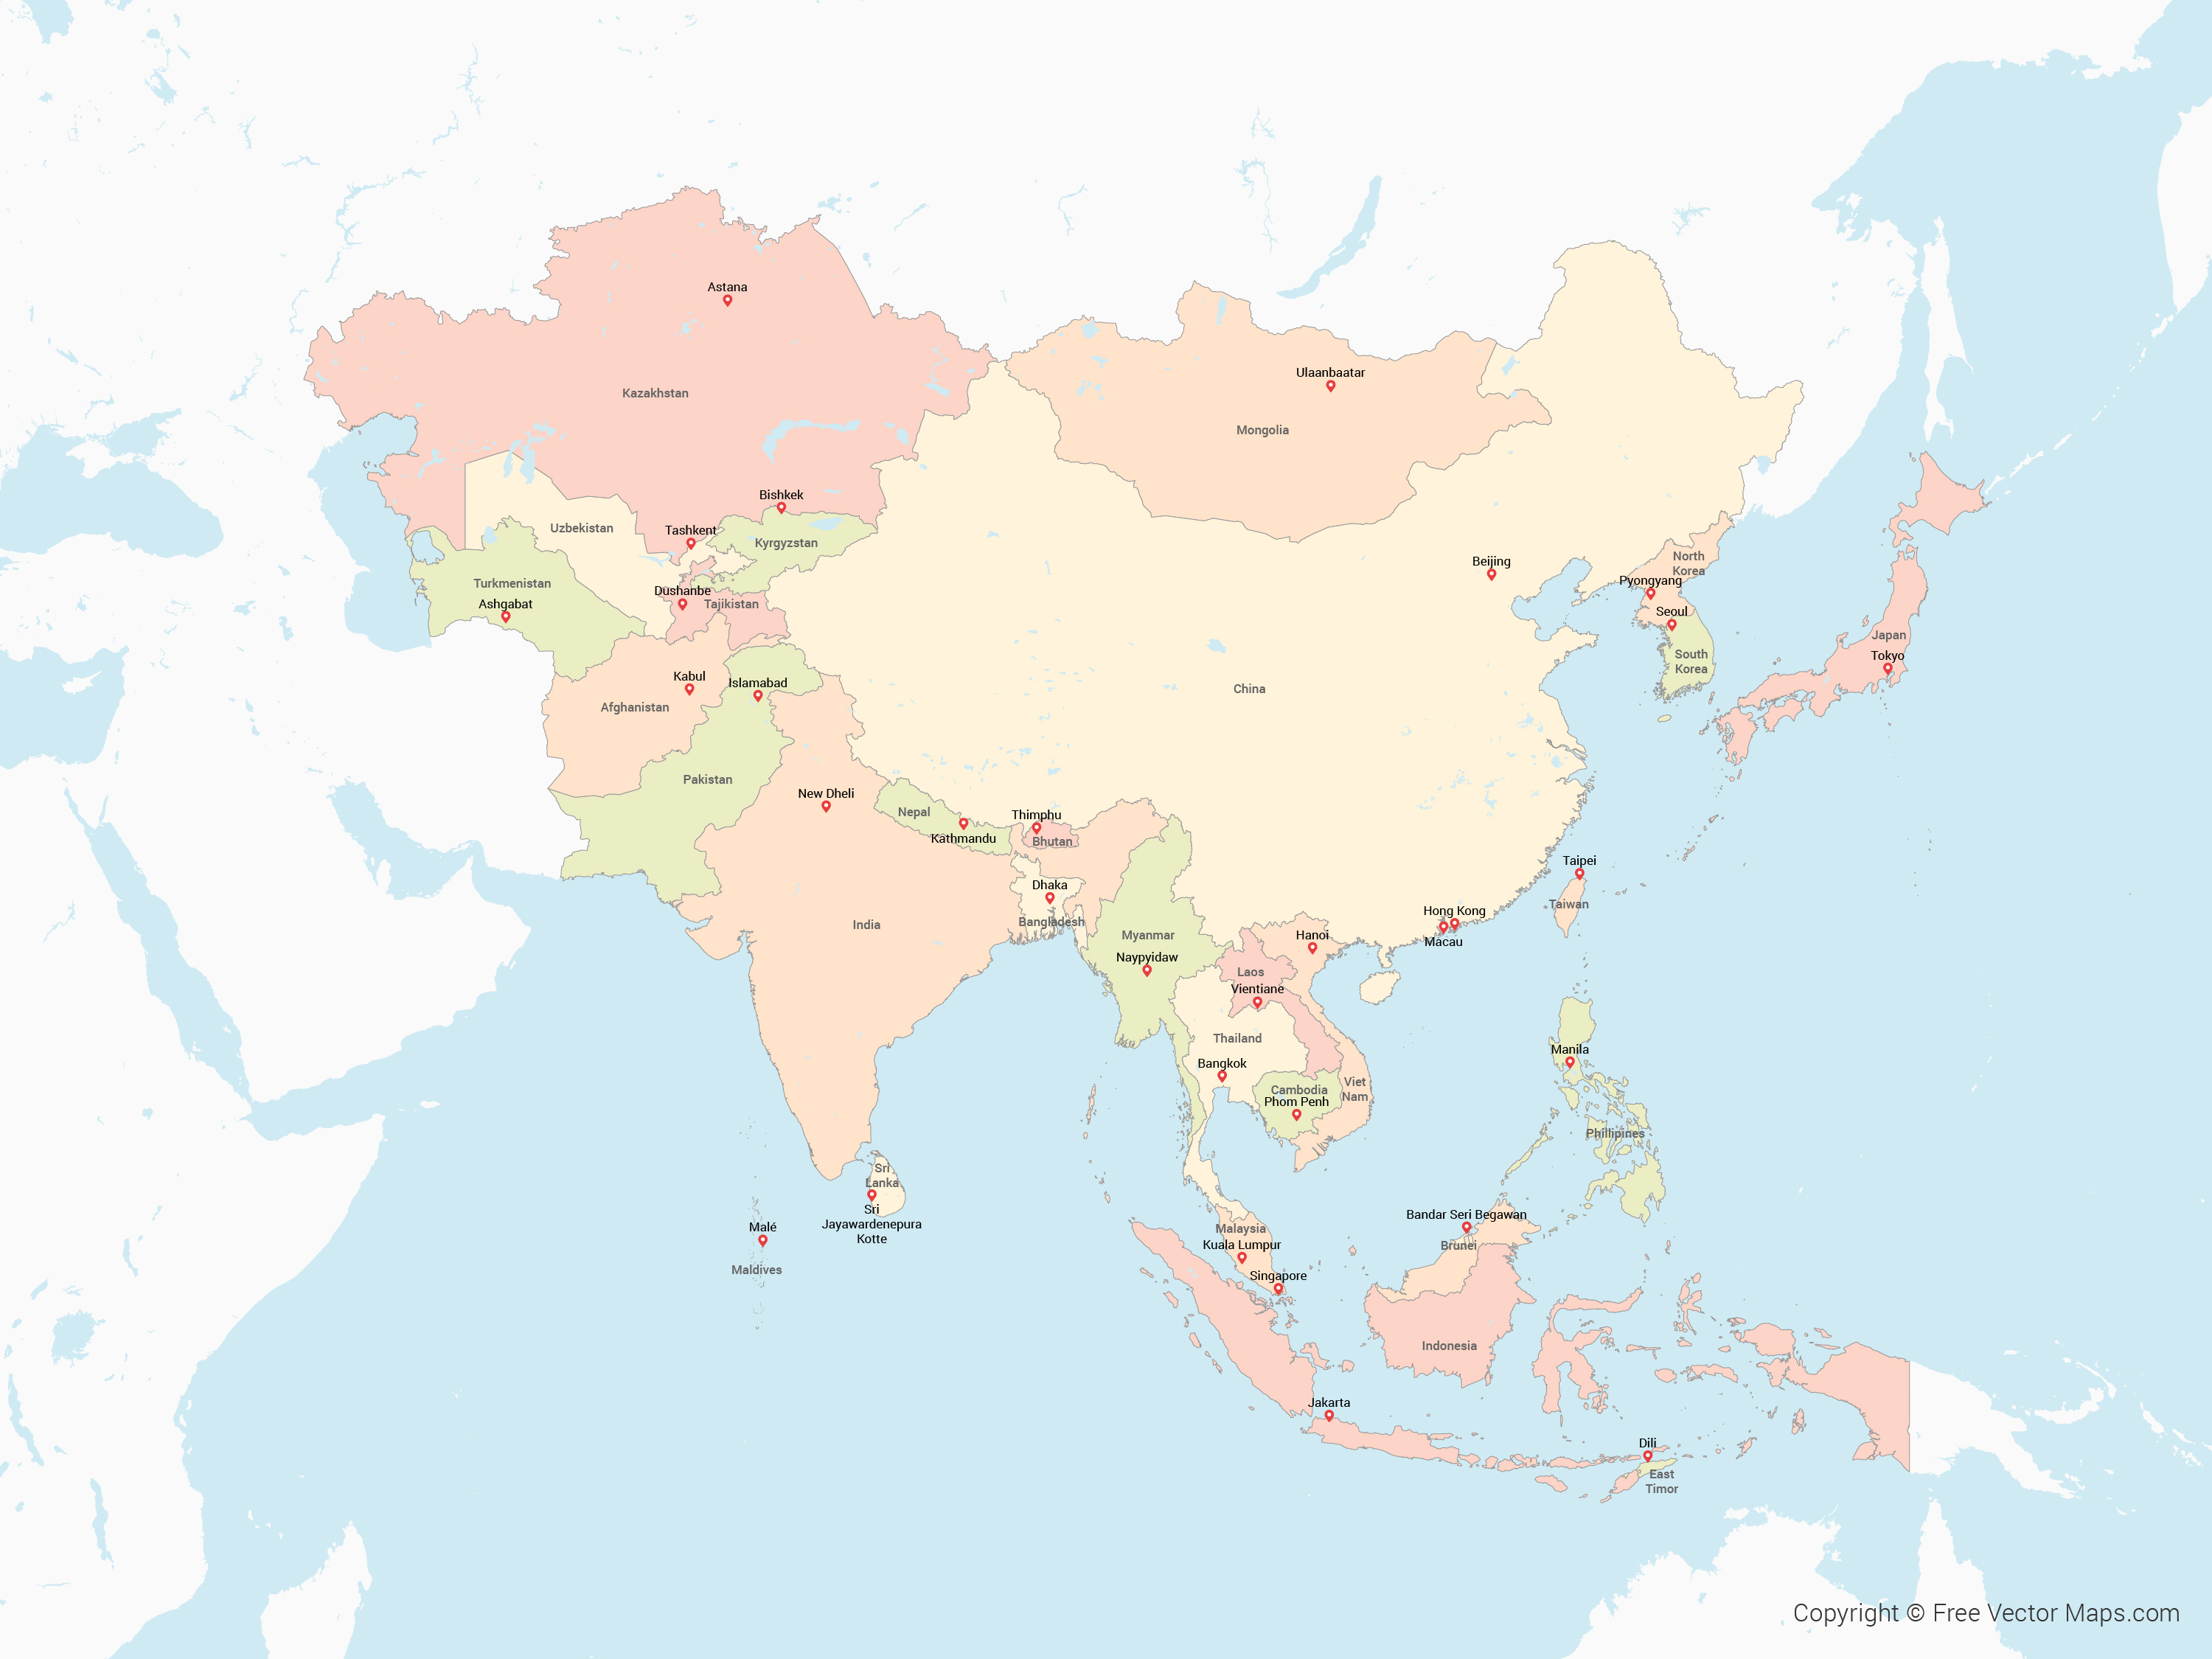 Astana
Ulaanbaatar
Kazakhstan
Mongolia
Bishkek
Uzbekistan
Tashkent
Kyrgyzstan
North
Korea
Beijing
Pyongyang
Turkmenistan
Dushanbe
Tajikistan
Ashgabat
Seoul
Japan
South
Korea
Tokyo
Kabul
Islamabad
China
Afghanistan
Pakistan
New Dheli
Nepal
Thimphu
Kathmandu
Bhutan
Taipei
Dhaka
Taiwan
Hong Kong
Bangladesh
India
Myanmar
Hanoi
Macau
Naypyidaw
Laos
Vientiane
Thailand
Manila
Bangkok
Viet
Nam
Cambodia
Phom Penh
Phillipines
Sri
Lanka
Sri
Jayawardenepura
Kotte
Bandar Seri Begawan
Malé
Malaysia
Kuala Lumpur
Brunei
Maldives
Singapore
Indonesia
Jakarta
Dili
East
Timor
Copyright © Free Vector Maps.com